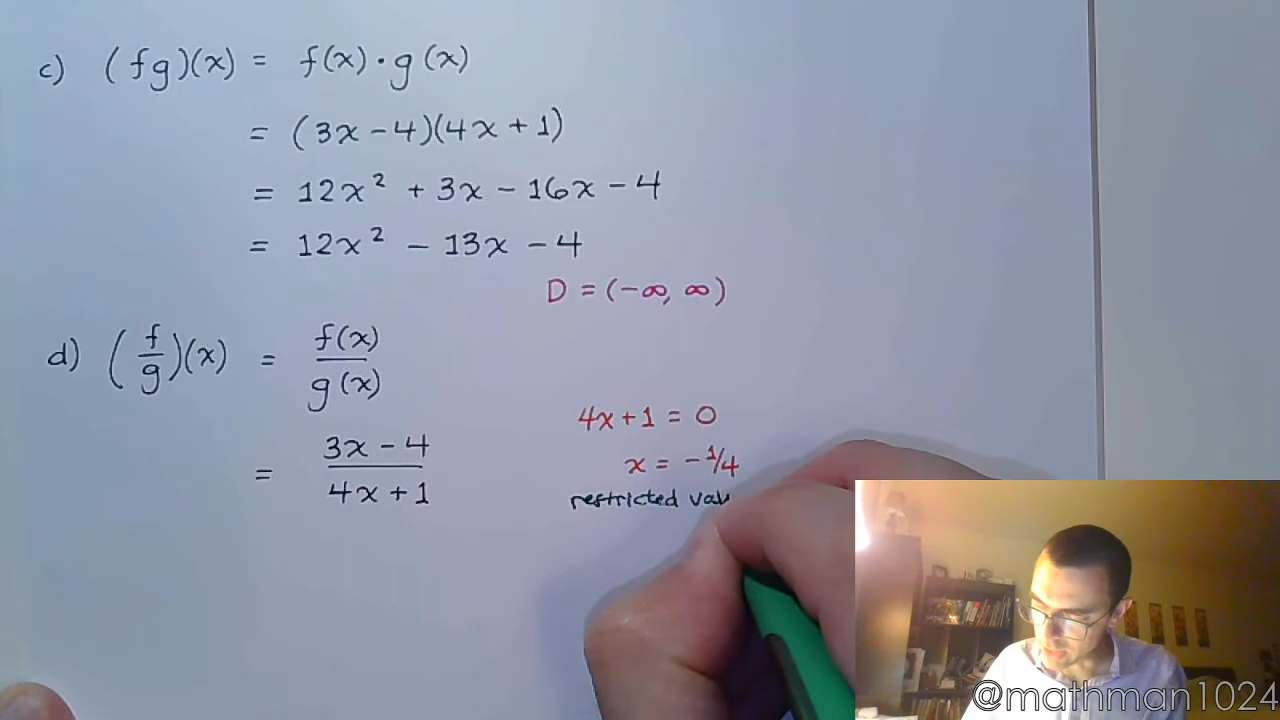 c) (fg)(x) = f(x) · g(x)
= (3x - 4)(4x + 1)
= 12x² + 3x - 16x - 4
= 12x² - 13x - 4
D = (-∞, ∞)
d) (f/g)(x) = f(x)/g(x)
= (3x - 4)/(4x + 1)
4x + 1 = 0
x = -1/4
restricted val
@mathman1024